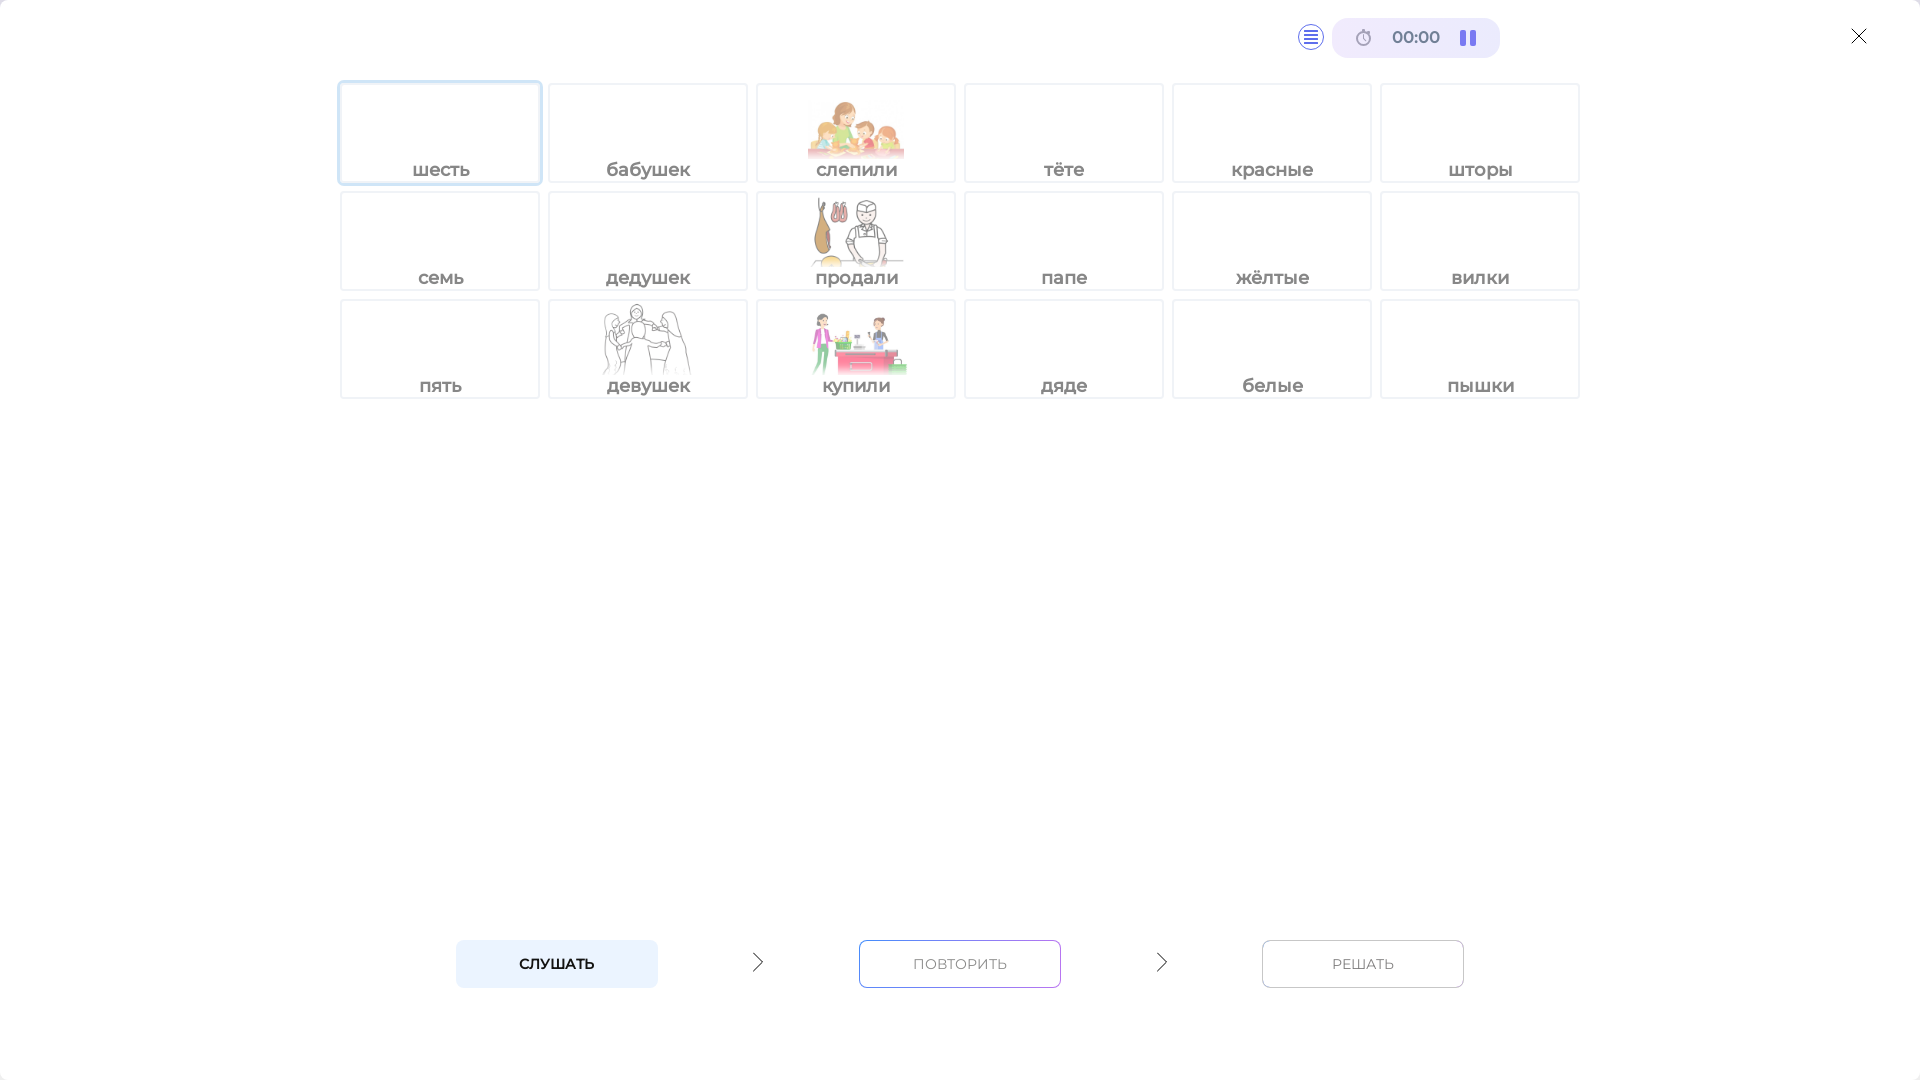 00:00
шесть бабушек слепили тёте красные шторы
семь дедушек продали папе жёлтые вилки
пять девушек купили дяде белые пышки
СЛУШАТЬ ПОВТОРИТЬ РЕШАТЬ